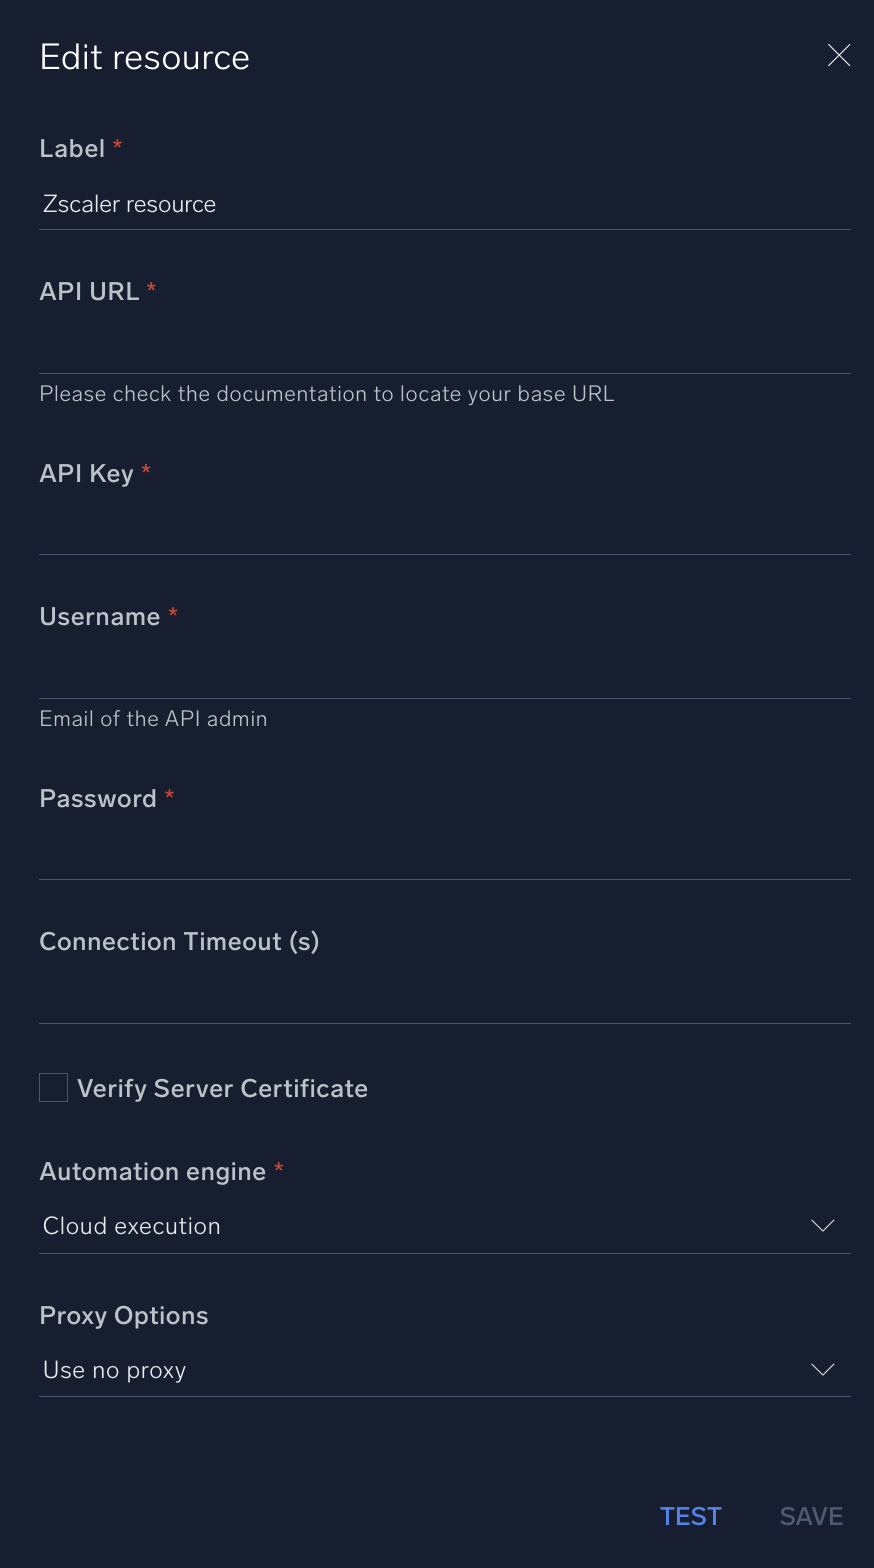 Edit resource
Label *
Zscaler resource
API URL *
Please check the documentation to locate your base URL
API Key *
Username *
Email of the API admin
Password *
Connection Timeout (s)
Verify Server Certificate
Automation engine *
Cloud execution
Proxy Options
Use no proxy
TEST SAVE